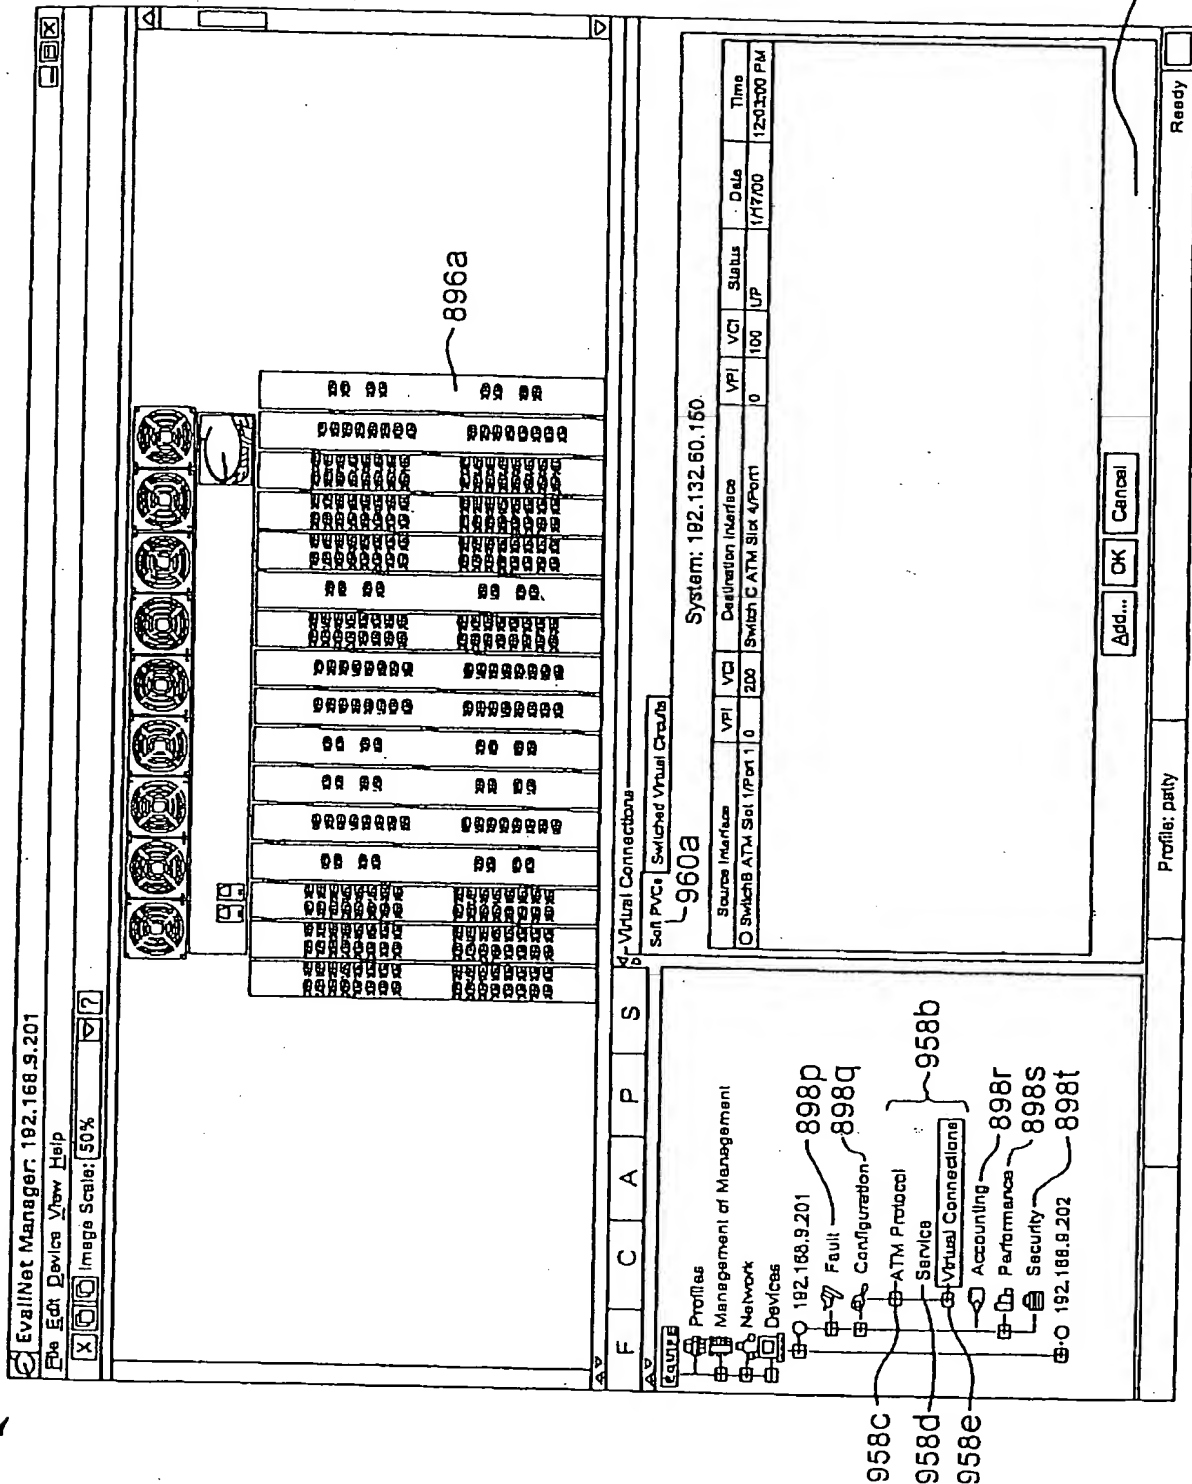 EvallNet Manager: 192.168.9.201
File Edit Device View Help
X Image Scale: 50% ?
896a
F C A P S
EQUIPE
Profiles
Management of Management
Network
Devices
192.168.9.201
Fault
Configuration
ATM Protocol
Service
Virtual Connections
Accounting
Performance
Security
192.168.9.202
898p
898q
958b
898r
898s
898t
958c
958d
958e
Virtual Connections
Soft PVCs Switched Virtual Circuits
960a
System: 192.132.60.150.
Source Interface VPI VCI Destination Interface VPI VCI Status Date Time
SwitchB ATM Slot 1/Port 1 0 200 Switch C ATM Slot 4/Port1 0 100 UP 1/17/00 12:03:00 PM
Add... OK Cancel
Profile: patty
Ready